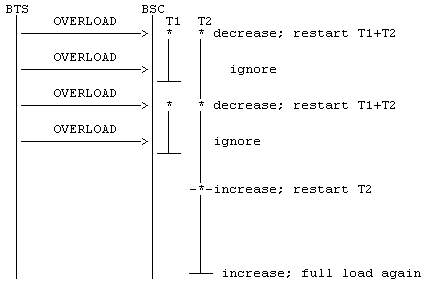 BTS BSC
OVERLOAD T1 T2
* * decrease; restart T1+T2
OVERLOAD
ignore
OVERLOAD
* * decrease; restart T1+T2
OVERLOAD
ignore
-*-increase; restart T2
increase; full load again